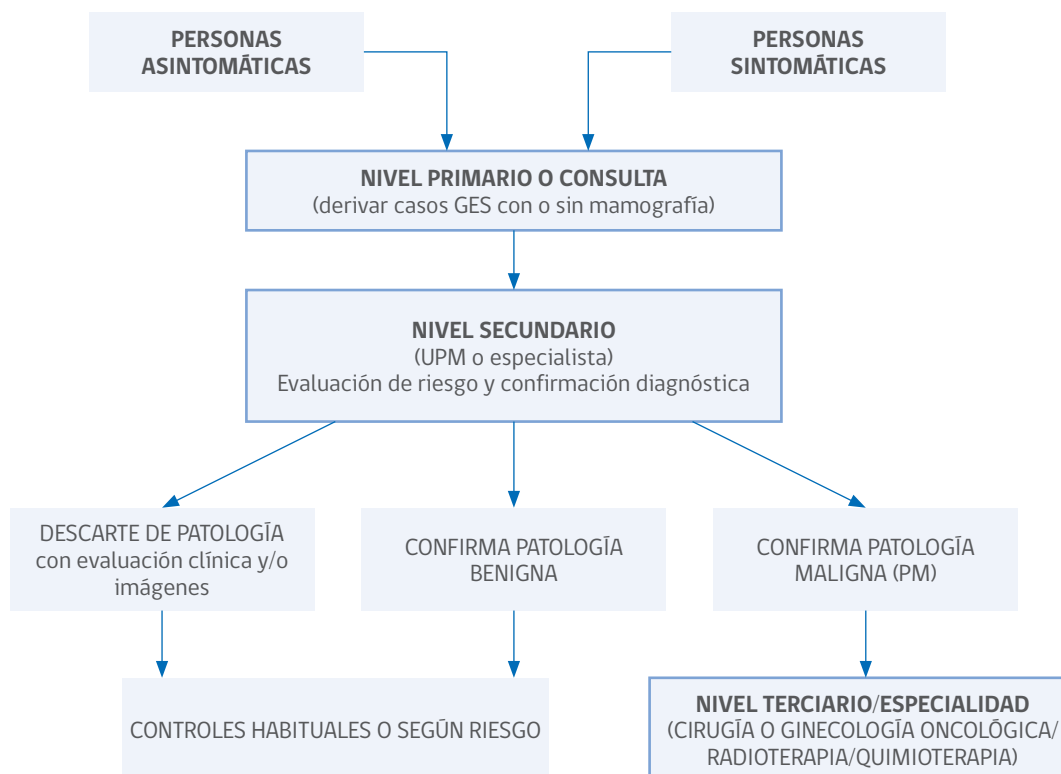 PERSONAS
ASINTOMÁTICAS
PERSONAS
SINTOMÁTICAS
NIVEL PRIMARIO O CONSULTA
(derivar casos GES con o sin mamografía)
NIVEL SECUNDARIO
(UPM o especialista)
Evaluación de riesgo y confirmación diagnóstica
DESCARTE DE PATOLOGÍA
con evaluación clínica y/o
imágenes
CONFIRMA PATOLOGÍA
BENIGNA
CONFIRMA PATOLOGÍA
MALIGNA (PM)
CONTROLES HABITUALES O SEGÚN RIESGO
NIVEL TERCIARIO/ESPECIALIDAD
(CIRUGÍA O GINECOLOGÍA ONCOLÓGICA/
RADIOTERAPIA/QUIMIOTERAPIA)